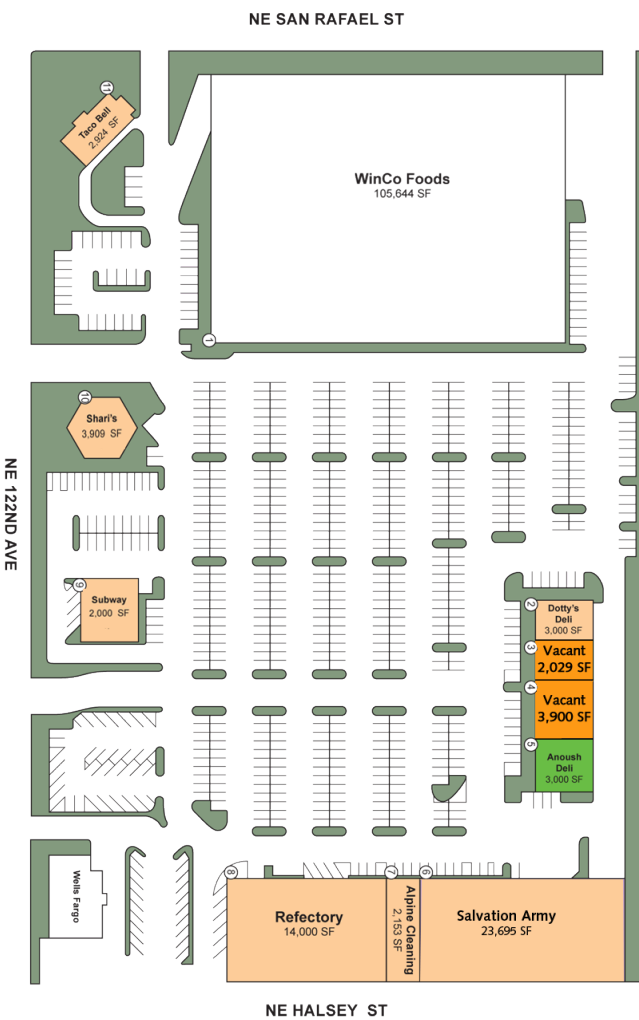 NE SAN RAFAEL ST
11
Taco Bell
2,924 SF
WinCo Foods
105,644 SF
1
10
Shari's
3,909 SF
NE 122ND AVE
9
Subway
2,000 SF
2
Dotty's
Deli
3,000 SF
3
Vacant
2,029 SF
4
Vacant
3,900 SF
5
Anoush
Deli
3,000 SF
Wells Fargo
8
Refectory
14,000 SF
7
Alpine Cleaning
2,153 SF
6
Salvation Army
23,695 SF
NE HALSEY ST